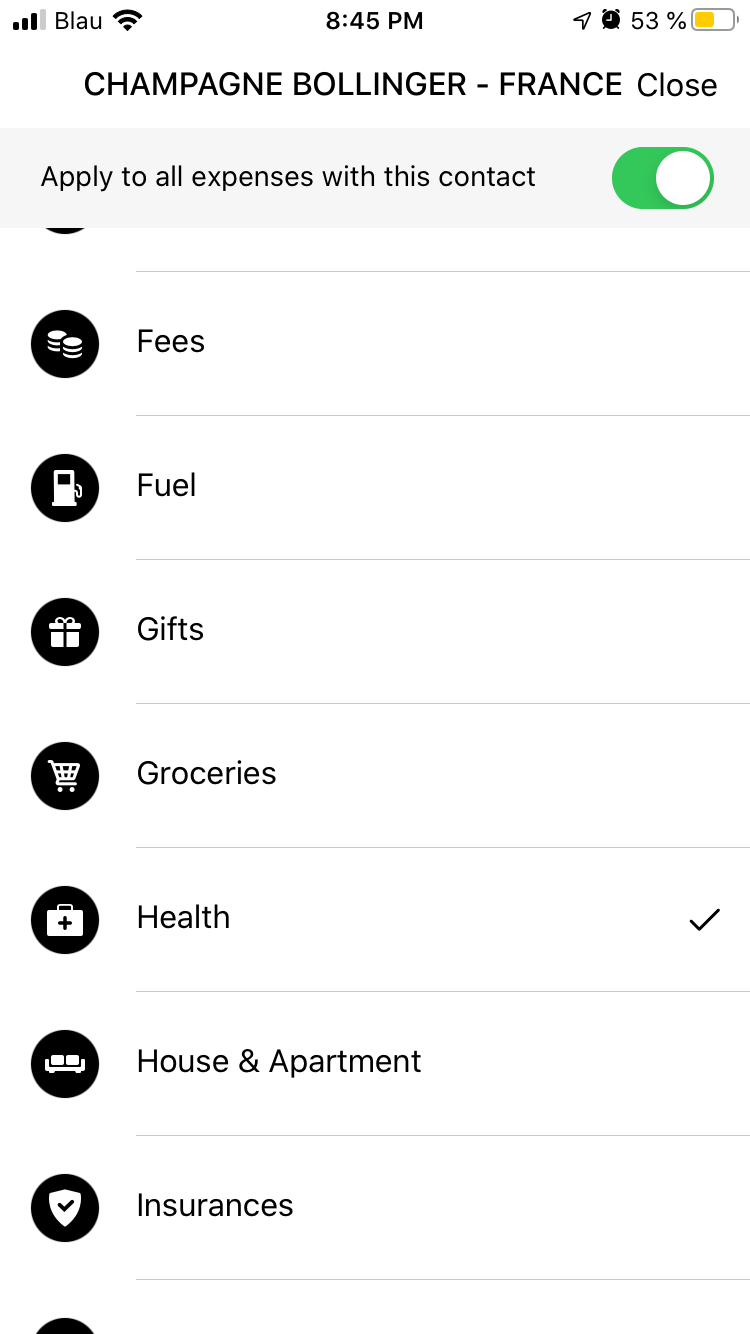 Blau 8:45 PM 53 %
CHAMPAGNE BOLLINGER - FRANCE Close
Apply to all expenses with this contact
Fees
Fuel
Gifts
Groceries
Health
House & Apartment
Insurances